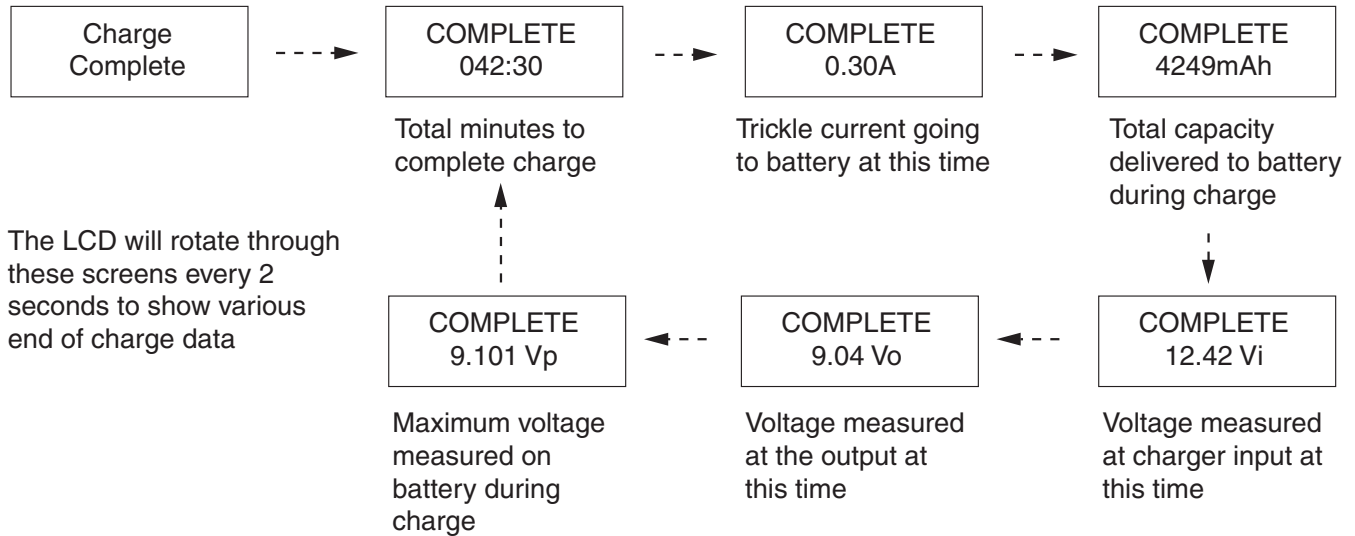 Charge
Complete
COMPLETE
042:30
Total minutes to
complete charge
COMPLETE
0.30A
Trickle current going
to battery at this time
COMPLETE
4249mAh
Total capacity
delivered to battery
during charge
The LCD will rotate through
these screens every 2
seconds to show various
end of charge data
COMPLETE
9.101 Vp
Maximum voltage
measured on
battery during
charge
COMPLETE
9.04 Vo
Voltage measured
at the output at
this time
COMPLETE
12.42 Vi
Voltage measured
at charger input at
this time